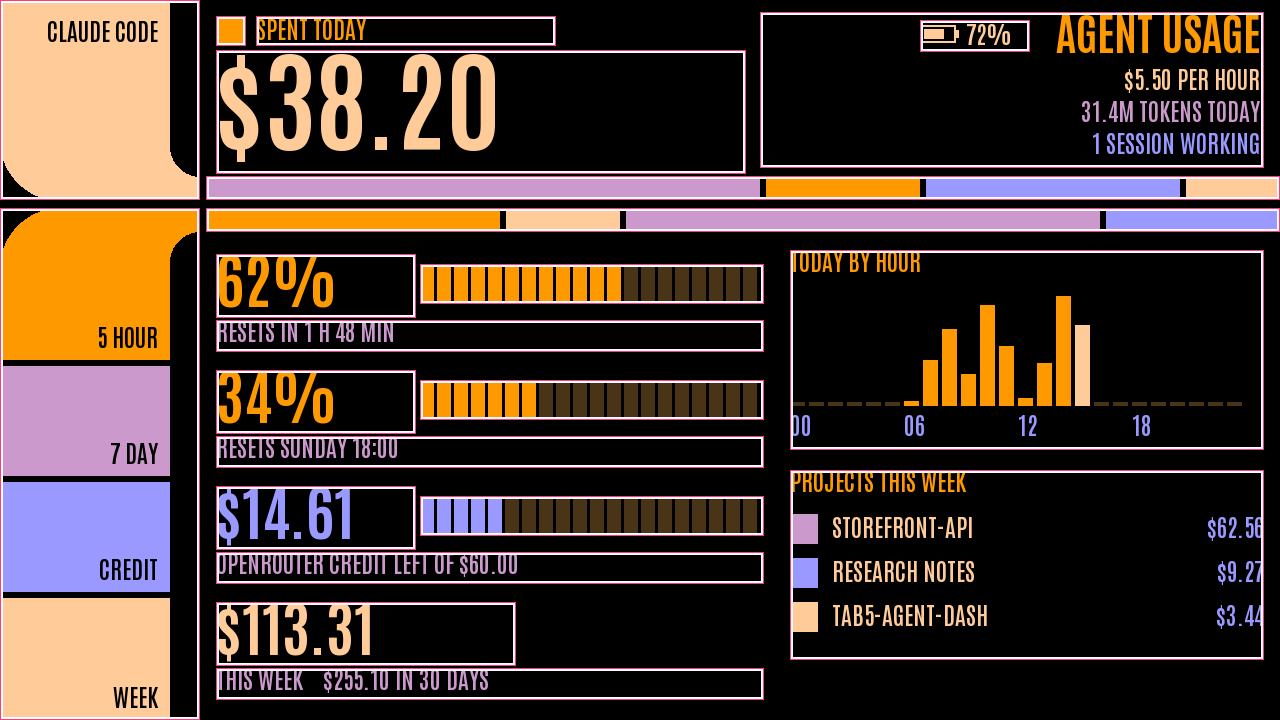 CLAUDE CODE
SPENT TODAY
$38.20
72%
AGENT USAGE
$5.50 PER HOUR
31.4M TOKENS TODAY
1 SESSION WORKING
5 HOUR
62%
RESETS IN 1 H 48 MIN
7 DAY
34%
RESETS SUNDAY 18:00
CREDIT
$14.61
OPENROUTER CREDIT LEFT OF $60.00
WEEK
$113.31
THIS WEEK $255.10 IN 30 DAYS
TODAY BY HOUR
00 06 12 18
PROJECTS THIS WEEK
STOREFRONT-API $62.56
RESEARCH NOTES $9.27
TAB5-AGENT-DASH $3.44